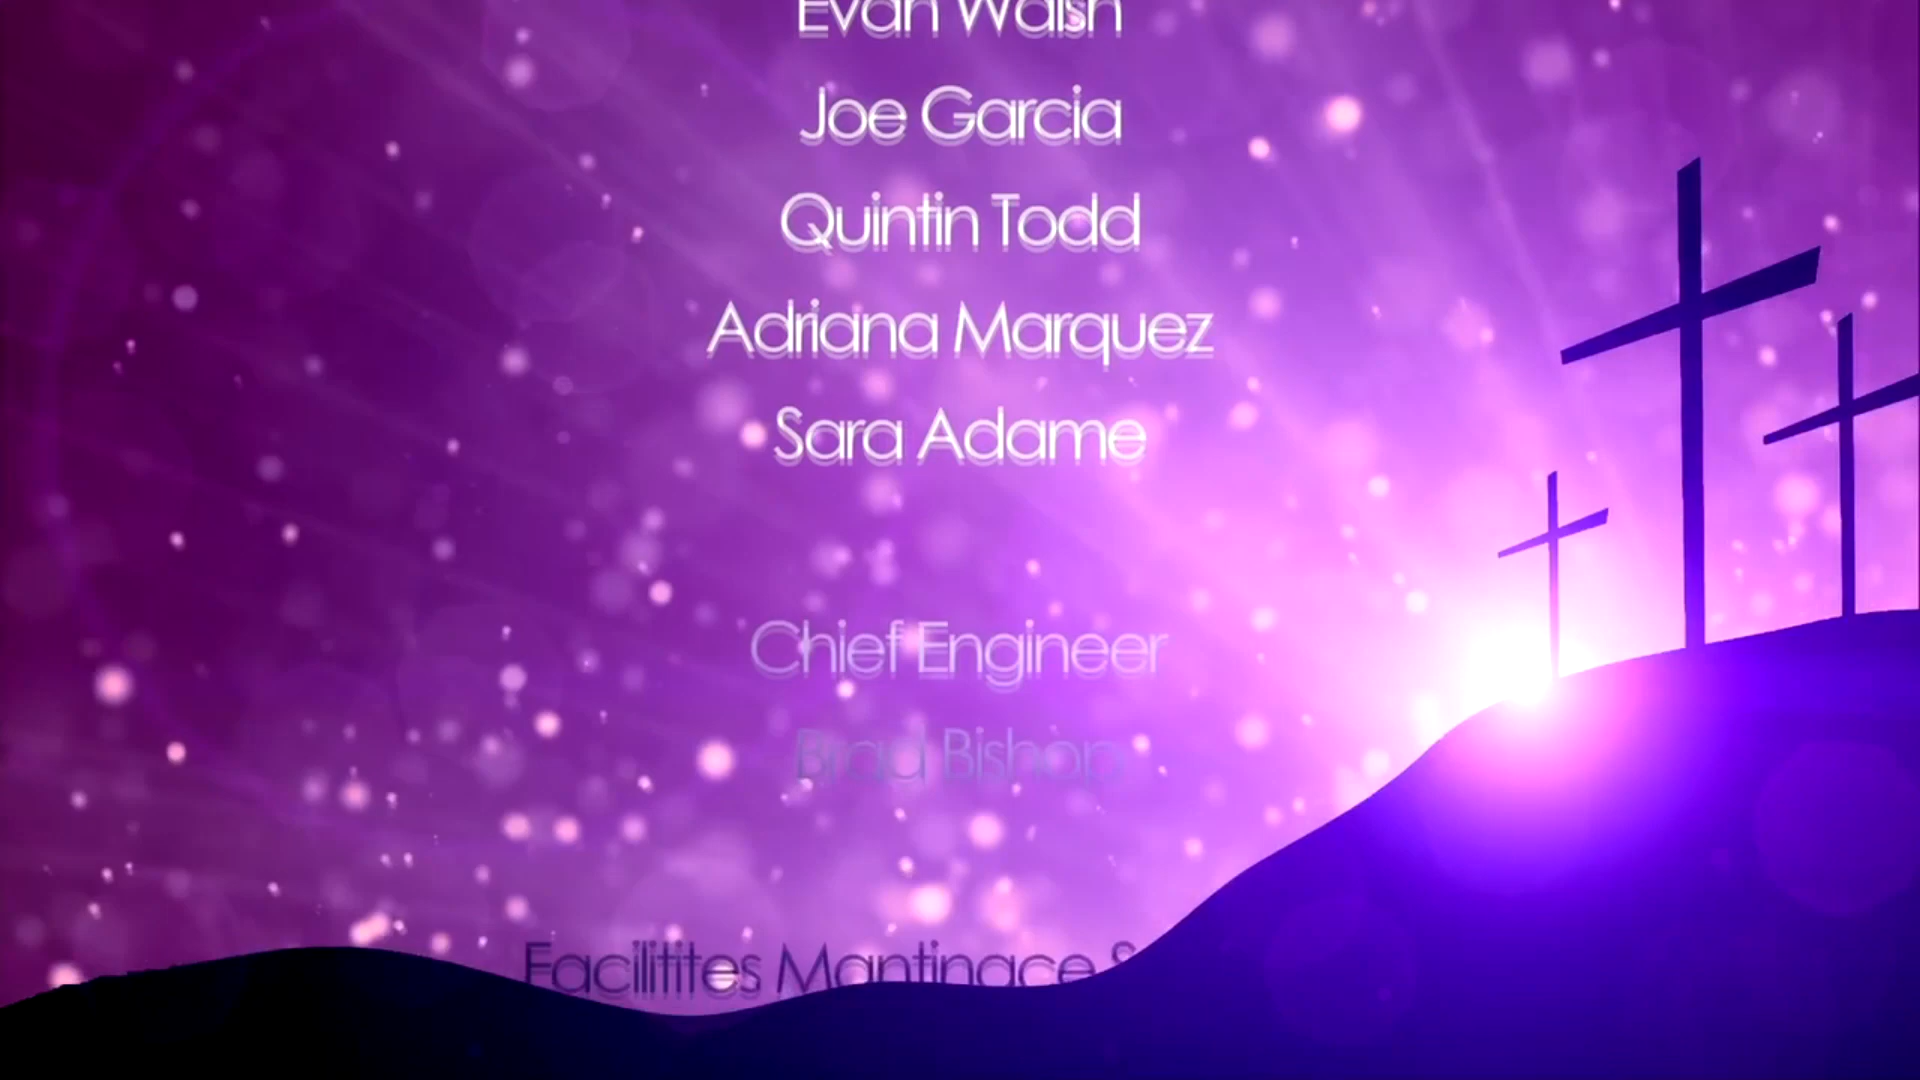 Evan Walsh
Joe Garcia
Quintin Todd
Adriana Marquez
Sara Adame
Chief Engineer
Brad Bishop
Facilitites Mantinace